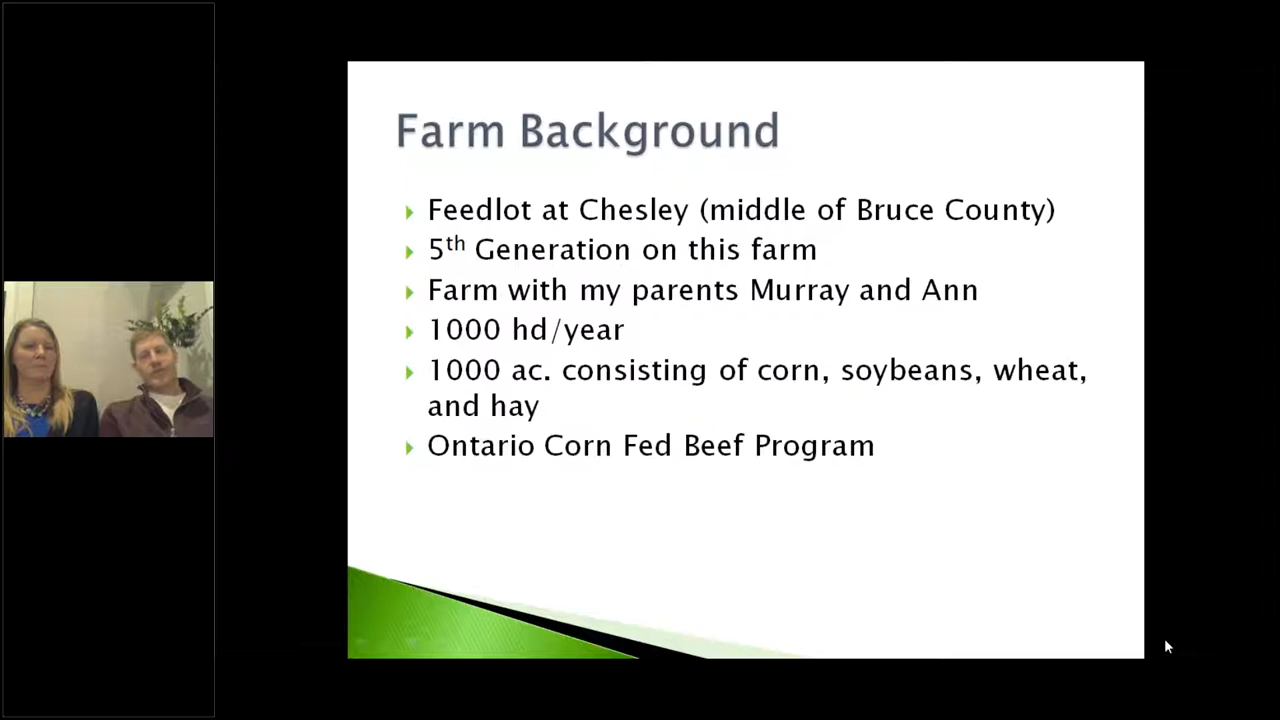 Farm Background
Feedlot at Chesley (middle of Bruce County)
5th Generation on this farm
Farm with my parents Murray and Ann
1000 hd/year
1000 ac. consisting of corn, soybeans, wheat,
and hay
Ontario Corn Fed Beef Program